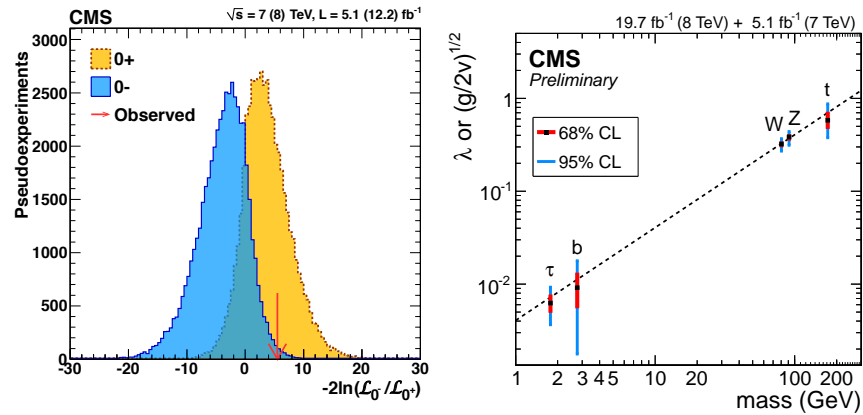 CMS
√s = 7 (8) TeV, L = 5.1 (12.2) fb⁻¹
Pseudoexperiments
3000
2500
2000
1500
1000
500
0
0+
0-
Observed
-30 -20 -10 0 10 20 30
-2ln(ℒ₀-/ℒ₀+)
19.7 fb⁻¹ (8 TeV) + 5.1 fb⁻¹ (7 TeV)
CMS
Preliminary
λ or (g/2v)^1/2
1
10⁻¹
10⁻²
68% CL
95% CL
W Z t
τ b
1 2 3 4 5 10 20 100 200
mass (GeV)